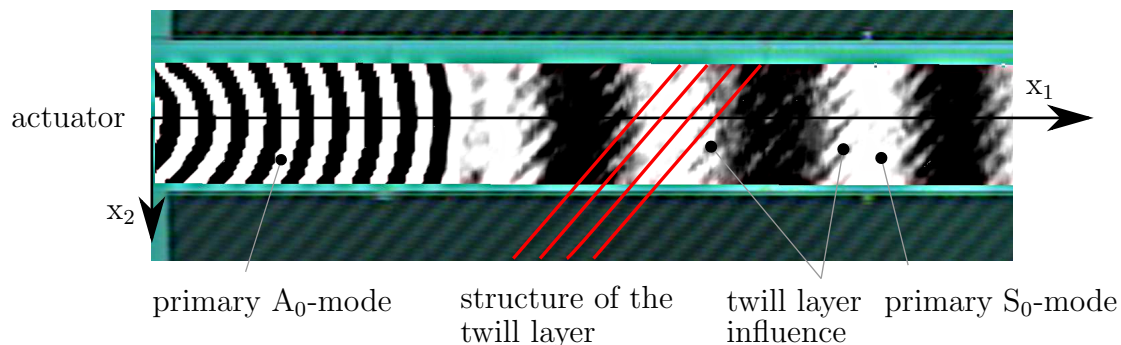 x₁
actuator
x₂
primary A₀-mode
structure of the
twill layer
twill layer
influence
primary S₀-mode